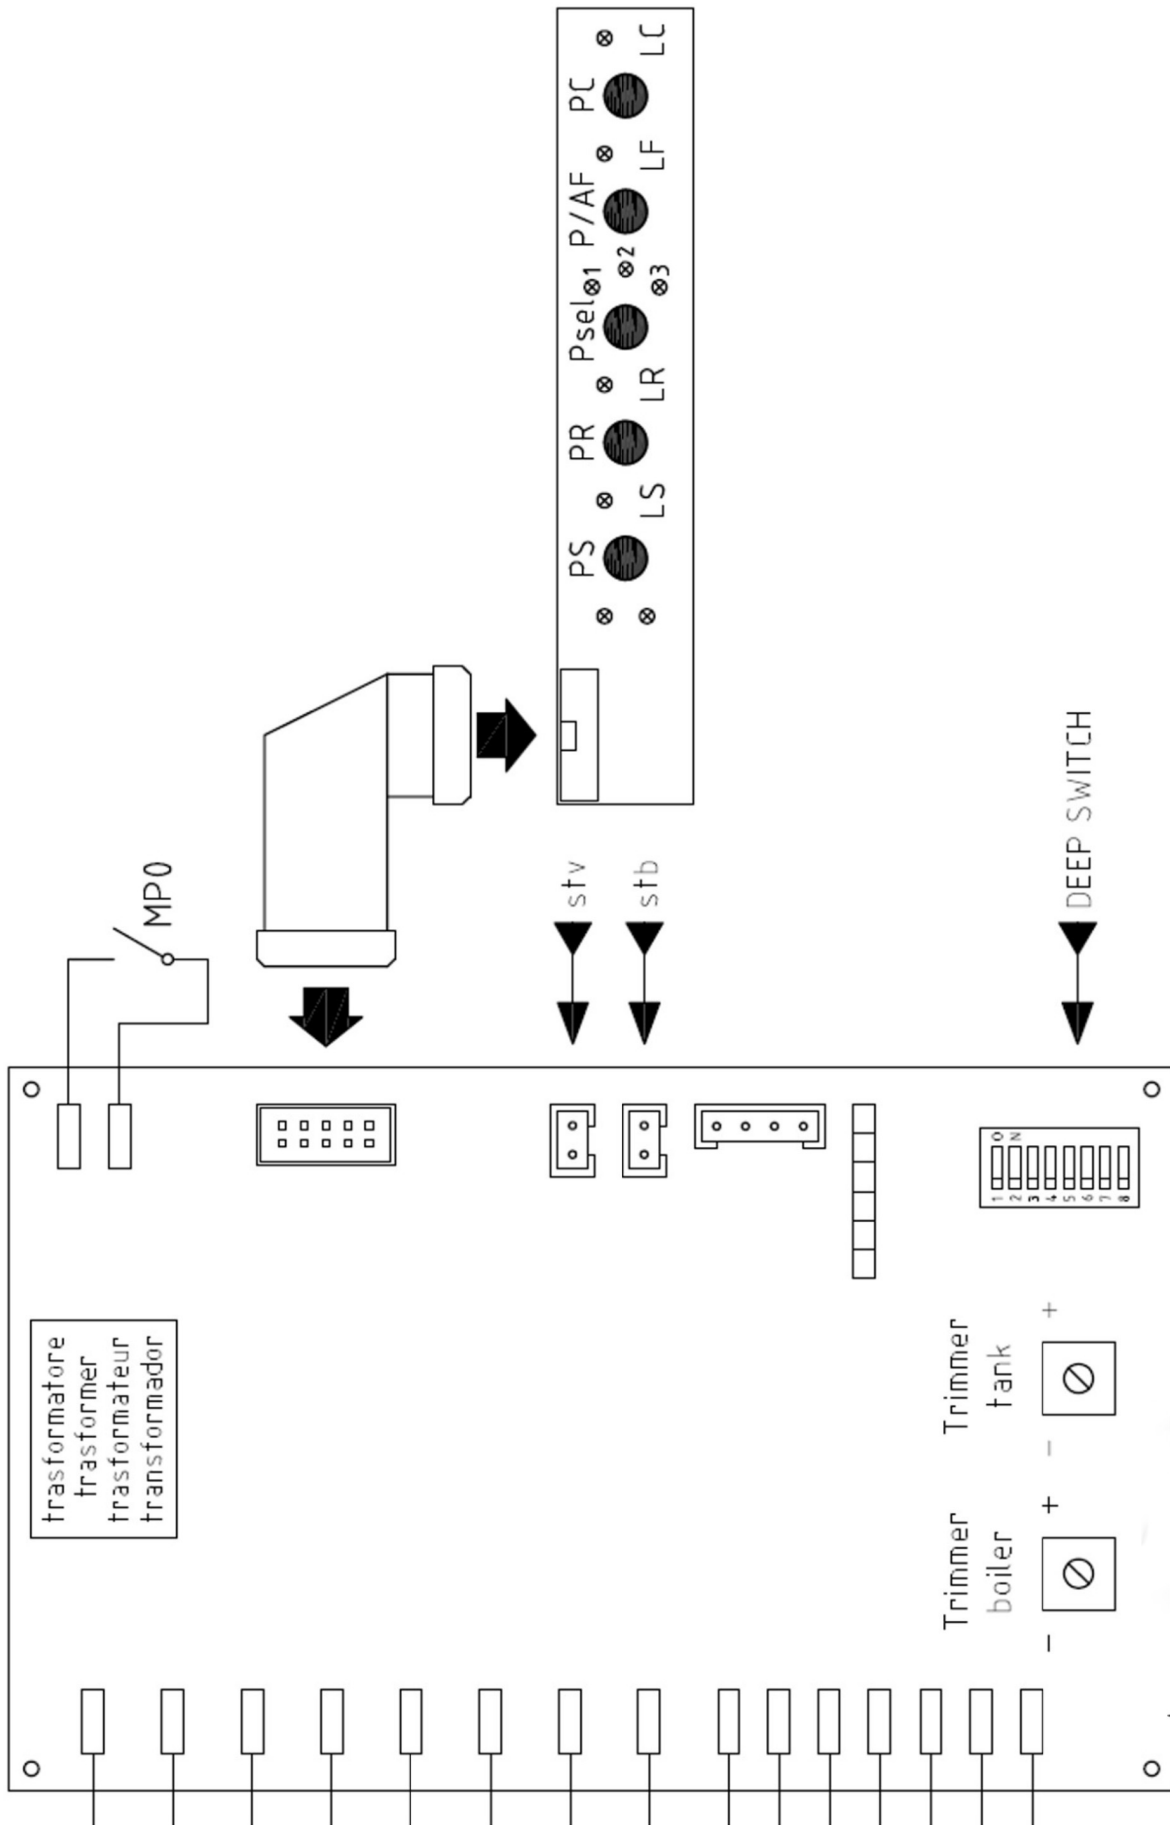 LC
PC
LF
P/AF
1
2
3
Psel
LR
PR
LS
PS
MP0
stv
stb
DEEP SWITCH
ON
1
2
3
4
5
6
7
8
trasformatore
trasformer
trasformateur
transformador
Trimmer
tank
+
-
Trimmer
boiler
+
-